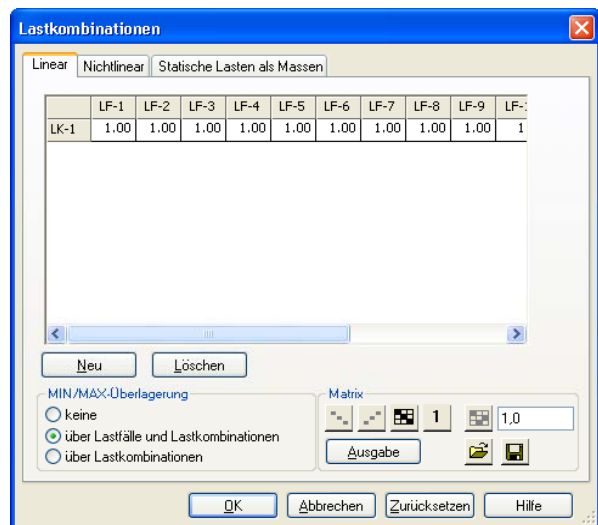 Lastkombinationen
Linear Nichtlinear Statische Lasten als Massen
LF-1 LF-2 LF-3 LF-4 LF-5 LF-6 LF-7 LF-8 LF-9 LF-1
LK-1 1.00 1.00 1.00 1.00 1.00 1.00 1.00 1.00 1.00 1
Neu Löschen
MIN/MAX-Überlagerung Matrix
keine
1 1,0
über Lastfälle und Lastkombinationen
Ausgabe
über Lastkombinationen
OK Abbrechen Zurücksetzen Hilfe